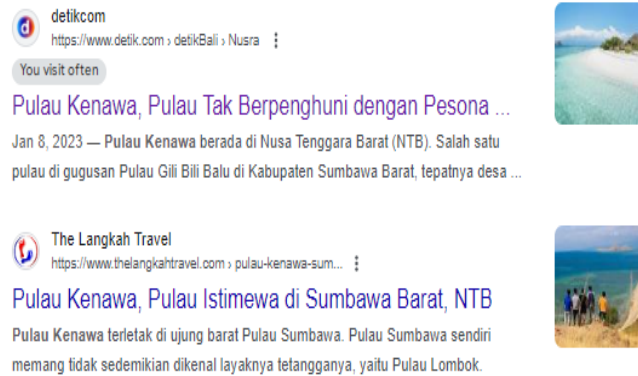 detikcom
https://www.detik.com › detikBali › Nusra
You visit often
Pulau Kenawa, Pulau Tak Berpenghuni dengan Pesona ...
Jan 8, 2023 — Pulau Kenawa berada di Nusa Tenggara Barat (NTB). Salah satu
pulau di gugusan Pulau Gili Bili Balu di Kabupaten Sumbawa Barat, tepatnya desa ...
The Langkah Travel
https://www.thelangkahtravel.com › pulau-kenawa-sum...
Pulau Kenawa, Pulau Istimewa di Sumbawa Barat, NTB
Pulau Kenawa terletak di ujung barat Pulau Sumbawa. Pulau Sumbawa sendiri
memang tidak sedemikian dikenal layaknya tetangganya, yaitu Pulau Lombok.